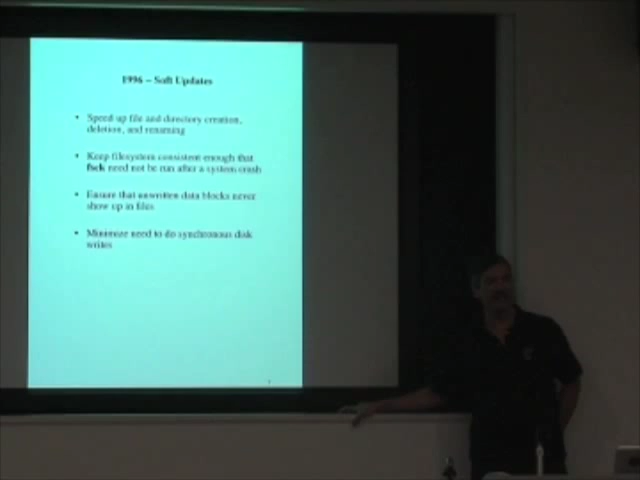 1996 – Soft Updates
• Speed up file and directory creation,
deletion, and renaming
• Keep filesystem consistent enough that
fsck need not be run after a system crash
• Ensure that unwritten data blocks never
show up in files
• Minimize need to do synchronous disk
writes